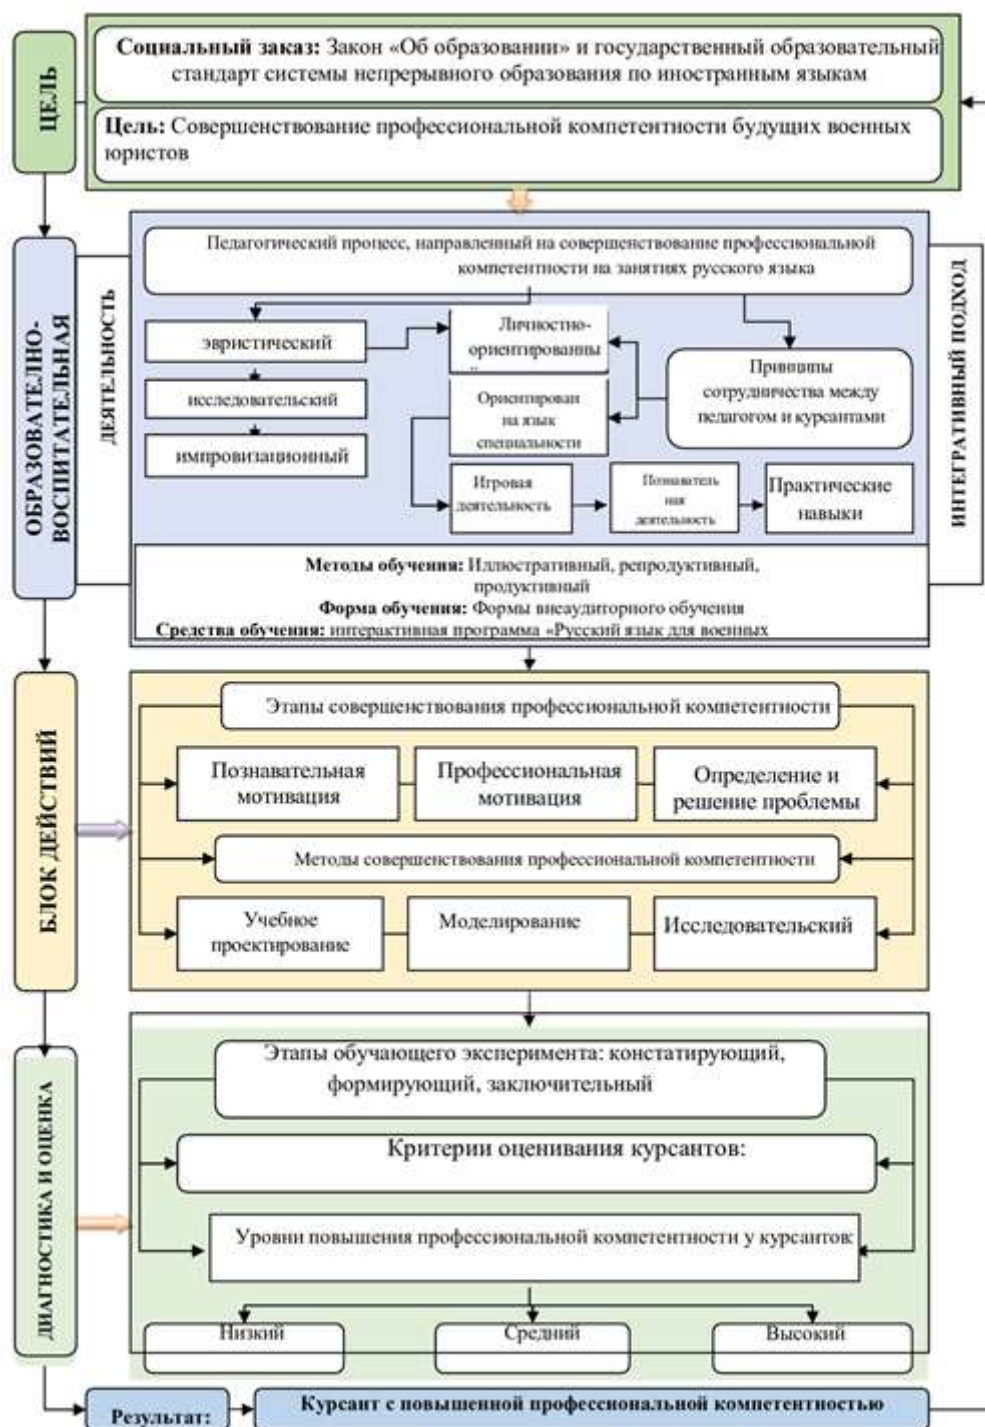 ЦЕЛЬ
Социальный заказ: Закон «Об образовании» и государственный образовательный
стандарт системы непрерывного образования по иностранным языкам
Цель: Совершенствование профессиональной компетентности будущих военных
юристов
ОБРАЗОВАТЕЛНО-
ВОСПИТАТЕЛЬНАЯ
ДЕЯТЕЛЬНОСТЬ
Педагогический процесс, направленный на совершенствование профессиональной
компетентности на занятиях русского языка
эвристический
исследовательский
импровизационный
Личностно-
ориентированны
Ориентирован
на язык
специальности
Принципы
сотрудничества между
педагогом и курсантами
Игровая
деятельность
Познаватель
ная
деятельность
Практические
навыки
ИНТЕГРАТИВНЫЙ ПОДХОД
Методы обучения: Иллюстративный, репродуктивный,
продуктивный
Форма обучения: Формы внеаудиторного обучения
Средства обучения: интерактивная программа «Русский язык для военных
БЛОК ДЕЙСТВИЙ
Этапы совершенствования профессиональной компетентности
Познавательная
мотивация
Профессиональная
мотивация
Определение и
решение проблемы
Методы совершенствования профессиональной компетентности
Учебное
проектирование
Моделирование
Исследовательский
ДИАГНОСТИКА И ОЦЕНКА
Этапы обучающего эксперимента: констатирующий,
формирующий, заключительный
Критерии оценивания курсантов:
Уровни повышения профессиональной компетентности у курсантов:
Низкий
Средний
Высокий
Результат:
Курсант с повышенной профессиональной компетентностью